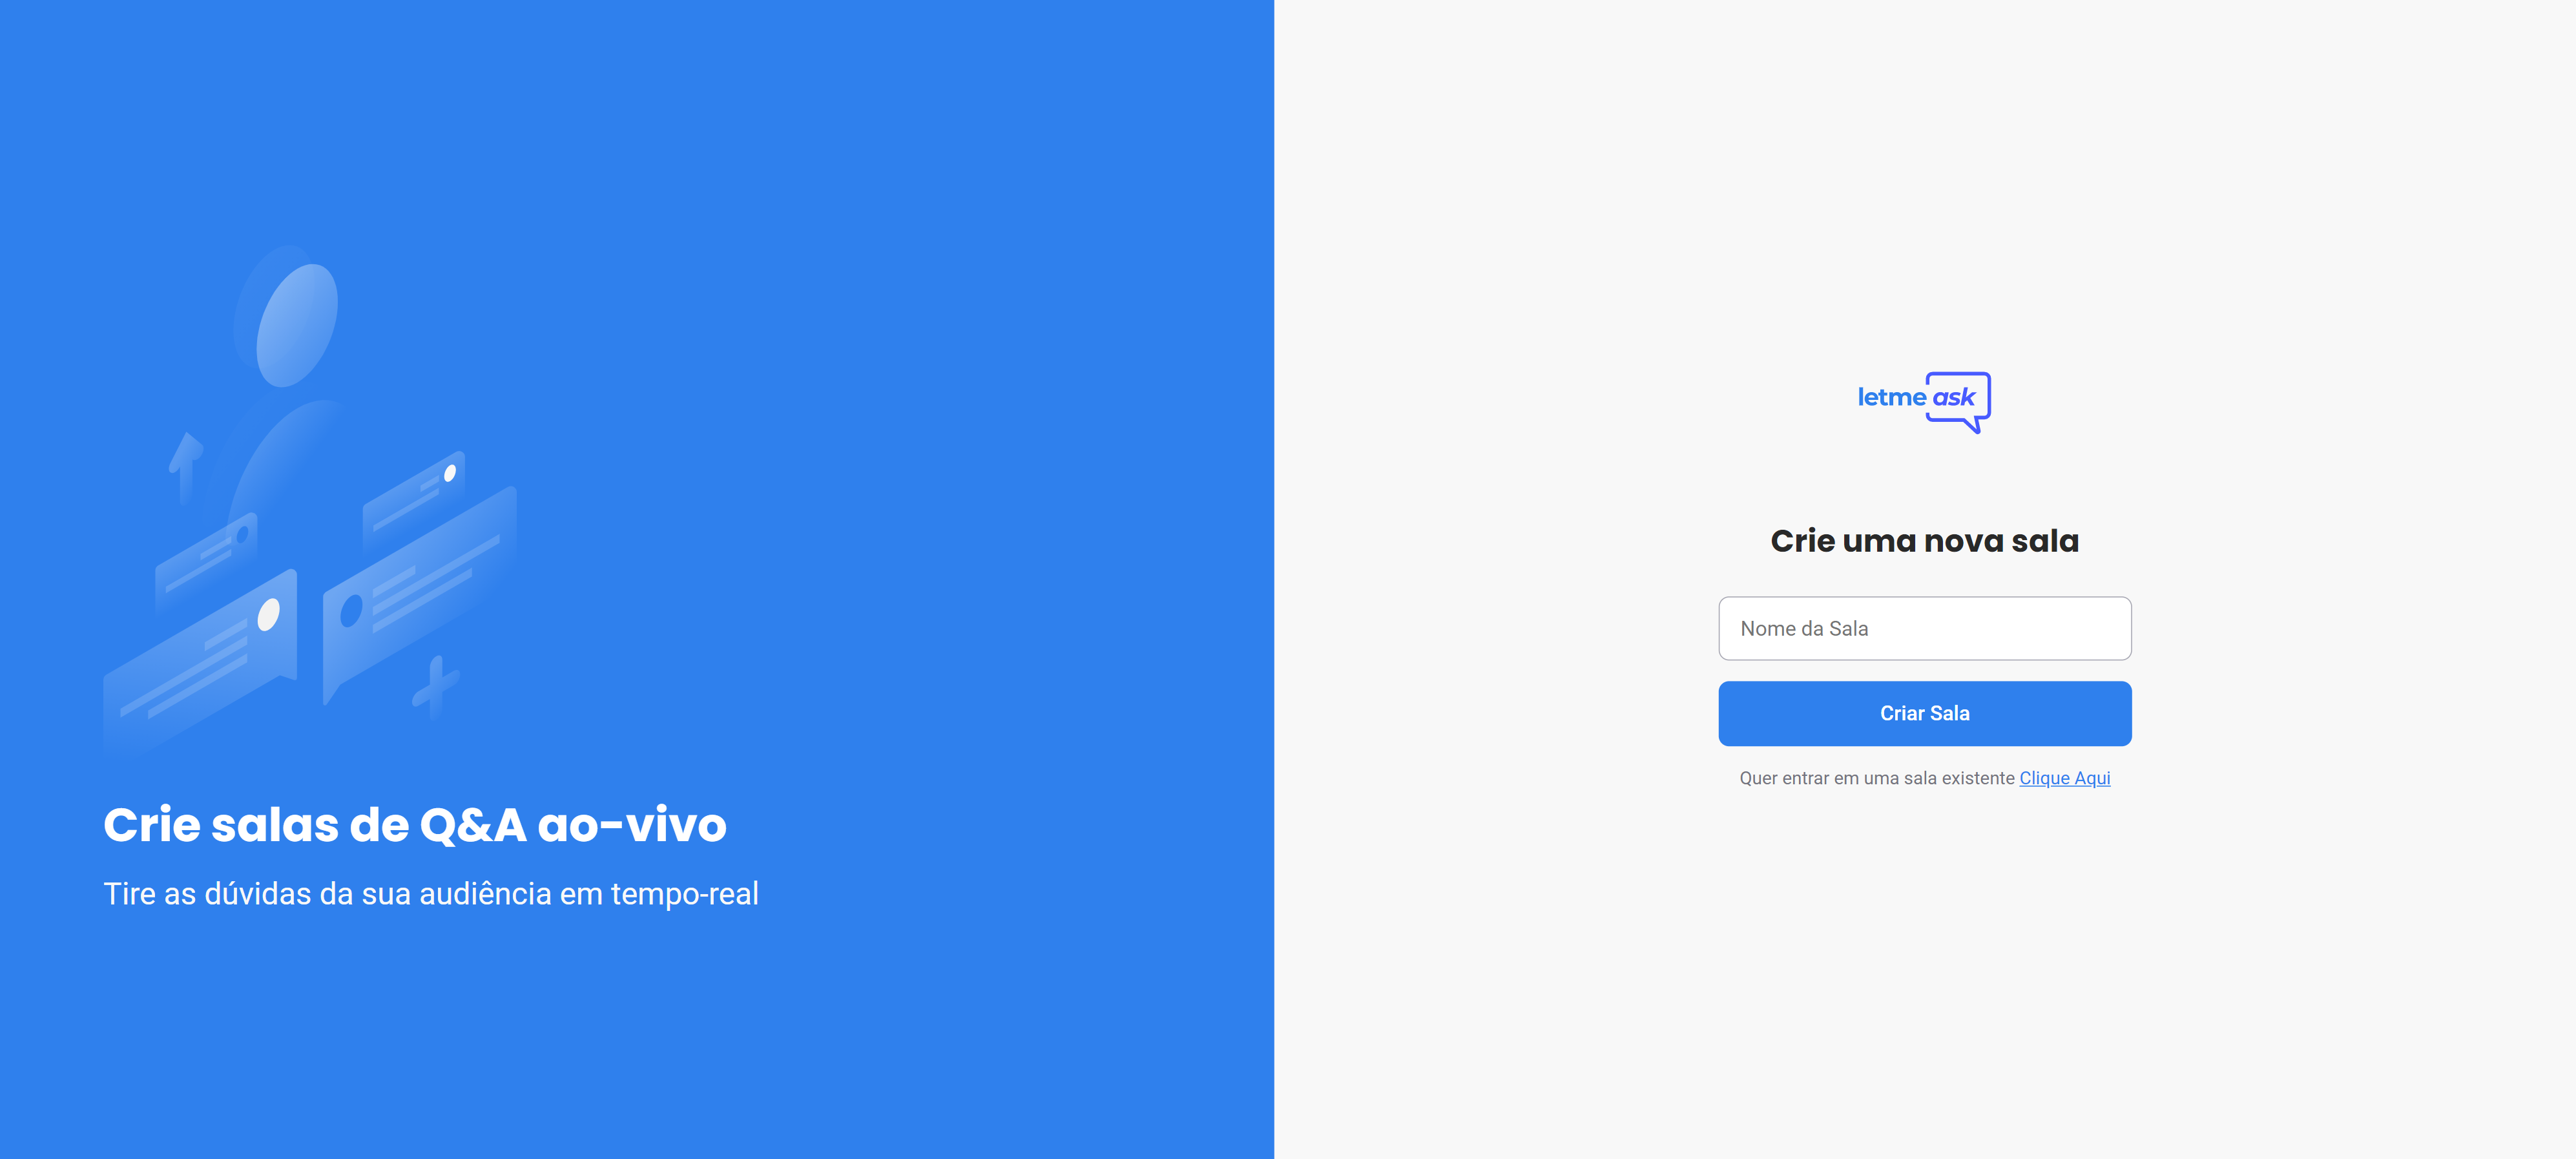 Crie salas de Q&A ao-vivo
Tire as dúvidas da sua audiência em tempo-real
letme ask
Crie uma nova sala
Nome da Sala
Criar Sala
Quer entrar em uma sala existente Clique Aqui